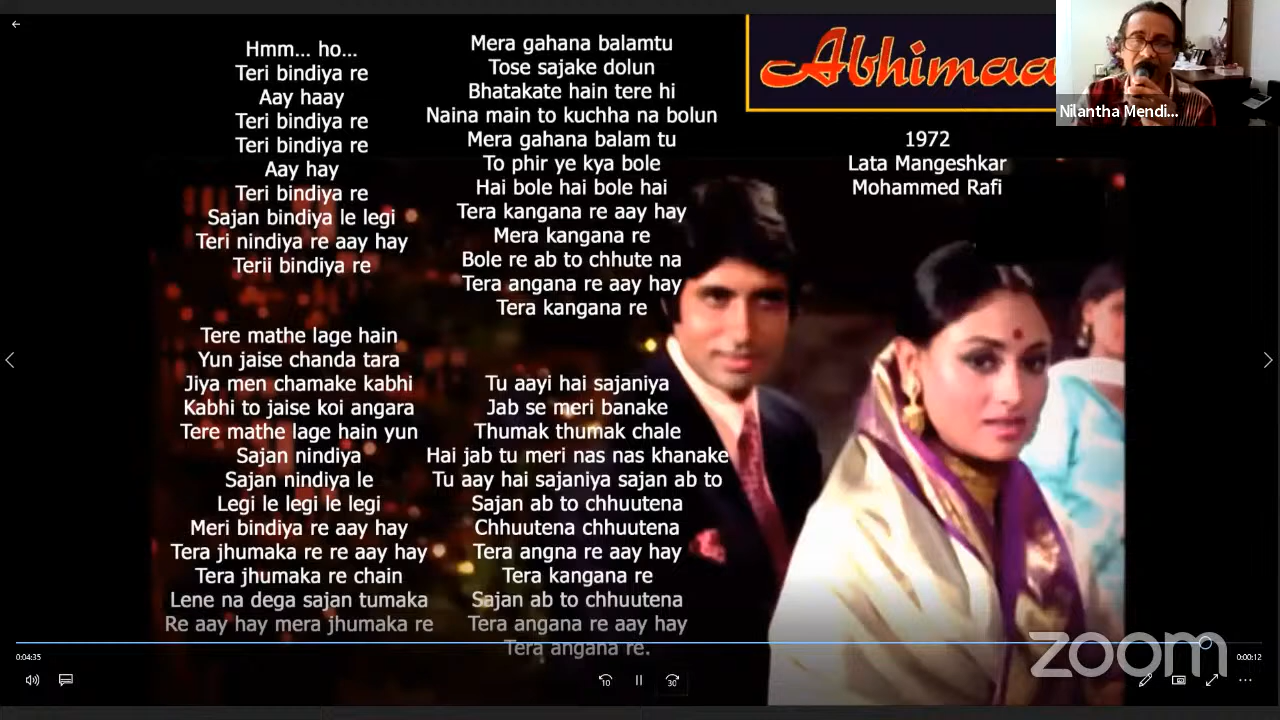 Hmm... ho...
Teri bindiya re
Aay haay
Teri bindiya re
Teri bindiya re
Aay hay
Teri bindiya re
Sajan bindiya le legi
Teri nindiya re aay hay
Terii bindiya re
Tere mathe lage hain
Yun jaise chanda tara
Jiya men chamake kabhi
Kabhi to jaise koi angara
Tere mathe lage hain yun
Sajan nindiya
Sajan nindiya le
Legi le legi le legi
Meri bindiya re aay hay
Tera jhumaka re re aay hay
Tera jhumaka re chain
Lene na dega sajan tumaka
Re aay hay mera jhumaka re
Mera gahana balamtu
Tose sajake dolun
Bhatakate hain tere hi
Naina main to kuchha na bolun
Mera gahana balam tu
To phir ye kya bole
Hai bole hai bole hai
Tera kangana re aay hay
Mera kangana re
Bole re ab to chhute na
Tera angana re aay hay
Tera kangana re
Tu aayi hai sajaniya
Jab se meri banake
Thumak thumak chale
Hai jab tu meri nas nas khanake
Tu aay hai sajaniya sajan ab to
Sajan ab to chhuutena
Chhuutena chhuutena
Tera angna re aay hay
Tera kangana re
Sajan ab to chhuutena
Tera angana re aay hay
Tera angana re.
Abhimaa
1972
Lata Mangeshkar
Mohammed Rafi
Nilantha Mendi...
zoom
0:04:35
0:00:12
10
30